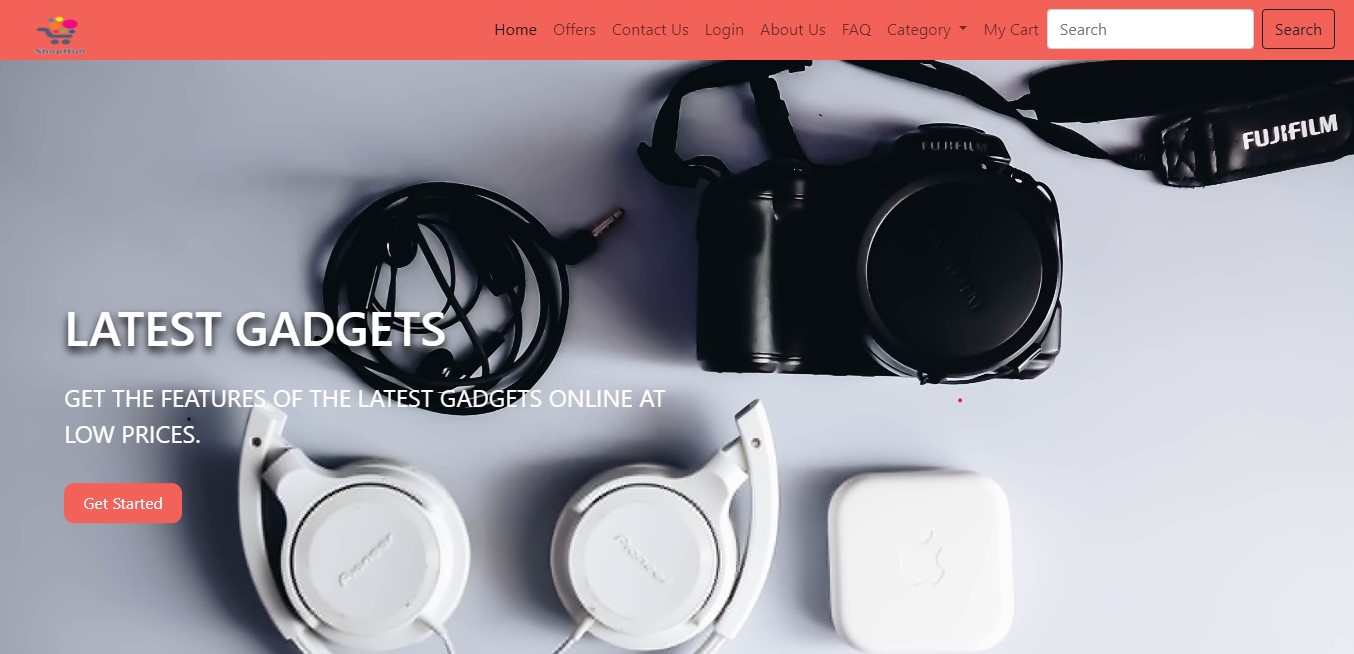 ShopHub
Home Offers Contact Us Login About Us FAQ Category My Cart Search Search
FUJIFILM
FUJIFILM
LATEST GADGETS
GET THE FEATURES OF THE LATEST GADGETS ONLINE AT
LOW PRICES.
Get Started
Pioneer
Pioneer